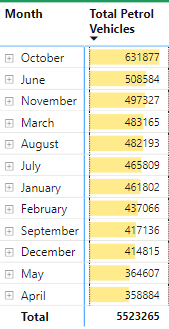 Month Total Petrol
Vehicles
October 631877
June 508584
November 497327
March 483165
August 482193
July 465809
January 461802
February 437066
September 417136
December 414815
May 364607
April 358884
Total 5523265